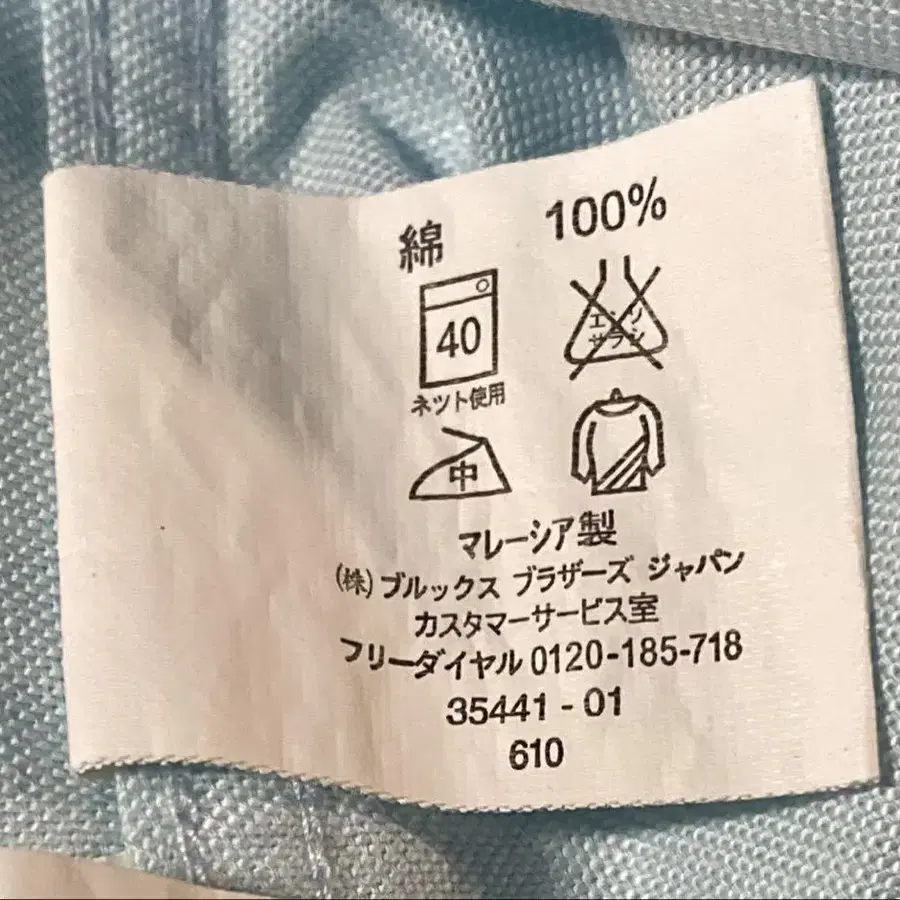 綿 100%
40
エンソ
サラシ
ネット使用
中
マレーシア製
(株)ブルックス ブラザーズ ジャパン
カスタマーサービス室
フリーダイヤル 0120-185-718
35441 - 01
610